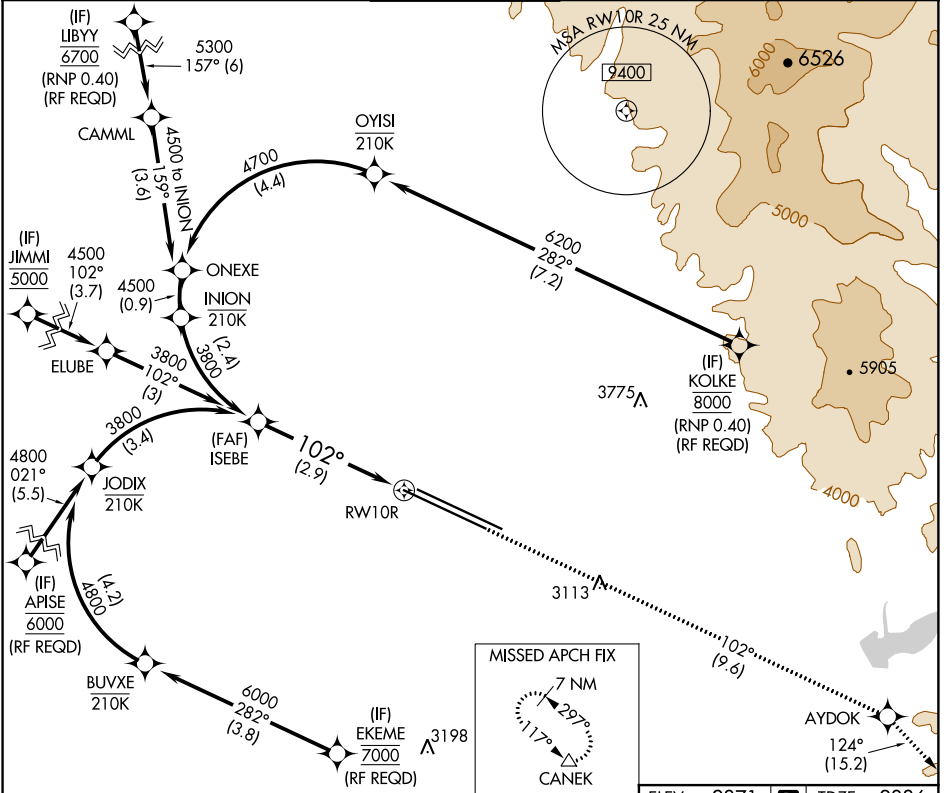 (IF)
LIBYY
6700
(RNP 0.40)
(RF REQD)
5300
157° (6)
CAMML
4500 to INION
159°
(3.6)
MSA RW10R 25 NM
9400
6000
6526
OYISI
210K
4700
(4.4)
5000
6200
282°
(7.2)
(IF)
JIMMI
5000
4500
102°
(3.7)
ONEXE
4500
(0.9)
INION
210K
(2.4)
3800
ELUBE
3800
102°
(3)
(IF)
KOLKE
8000
(RNP 0.40)
(RF REQD)
5905
3775
3800
(3.4)
(FAF)
ISEBE
102°
(2.9)
RW10R
4000
4800
021°
(5.5)
JODIX
210K
(IF)
APISE
6000
(RF REQD)
(4.2)
4800
3113
102°
(9.6)
BUVXE
210K
6000
282°
(3.8)
(IF)
EKEME
7000
(RF REQD)
3198
MISSED APCH FIX
7 NM
297°
117°
CANEK
AYDOK
124°
(15.2)